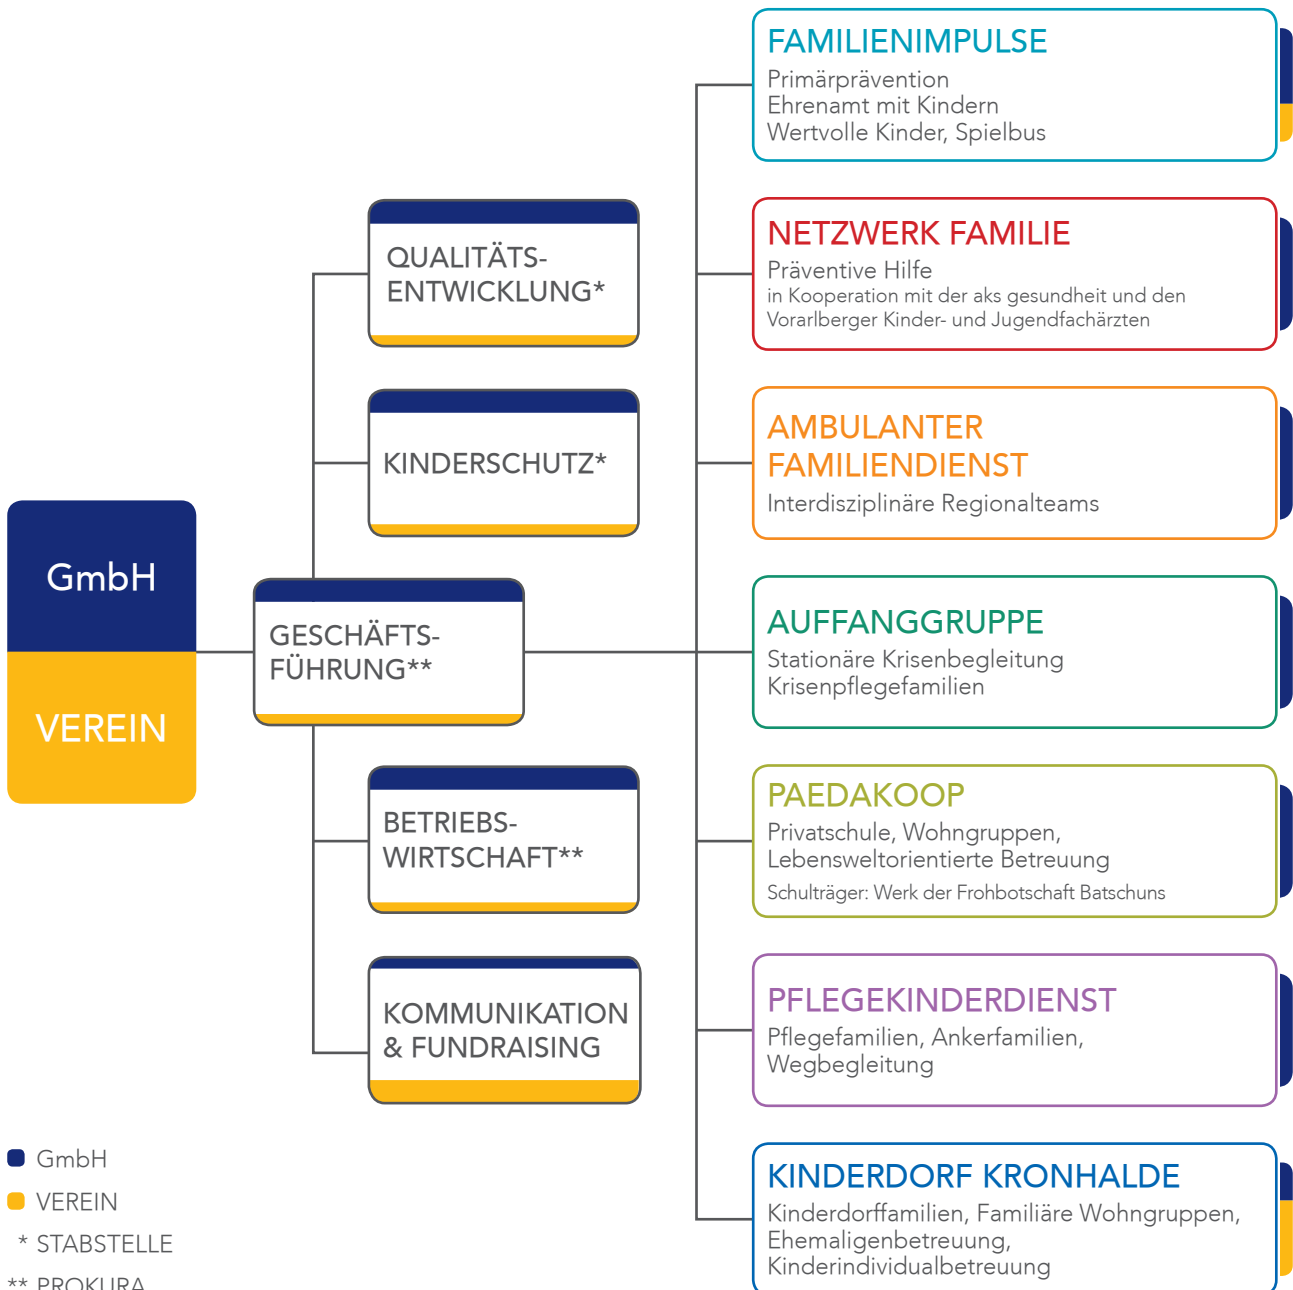 GmbH
VEREIN
GESCHÄFTS-
FÜHRUNG**
QUALITÄTS-
ENTWICKLUNG*
KINDERSCHUTZ*
BETRIEBS-
WIRTSCHAFT**
KOMMUNIKATION
& FUNDRAISING
FAMILIENIMPULSE
Primärprävention
Ehrenamt mit Kindern
Wertvolle Kinder, Spielbus
NETZWERK FAMILIE
Präventive Hilfe
in Kooperation mit der aks gesundheit und den
Vorarlberger Kinder- und Jugendfachärzten
AMBULANTER
FAMILIENDIENST
Interdisziplinäre Regionalteams
AUFFANGGRUPPE
Stationäre Krisenbegleitung
Krisenpflegefamilien
PAEDAKOOP
Privatschule, Wohngruppen,
Lebensweltorientierte Betreuung
Schulträger: Werk der Frohbotschaft Batschuns
PFLEGEKINDERDIENST
Pflegefamilien, Ankerfamilien,
Wegbegleitung
KINDERDORF KRONHALDE
Kinderdorffamilien, Familiäre Wohngruppen,
Ehemaligenbetreuung,
Kinderindividualbetreuung
GmbH
VEREIN
* STABSTELLE
** PROKURA